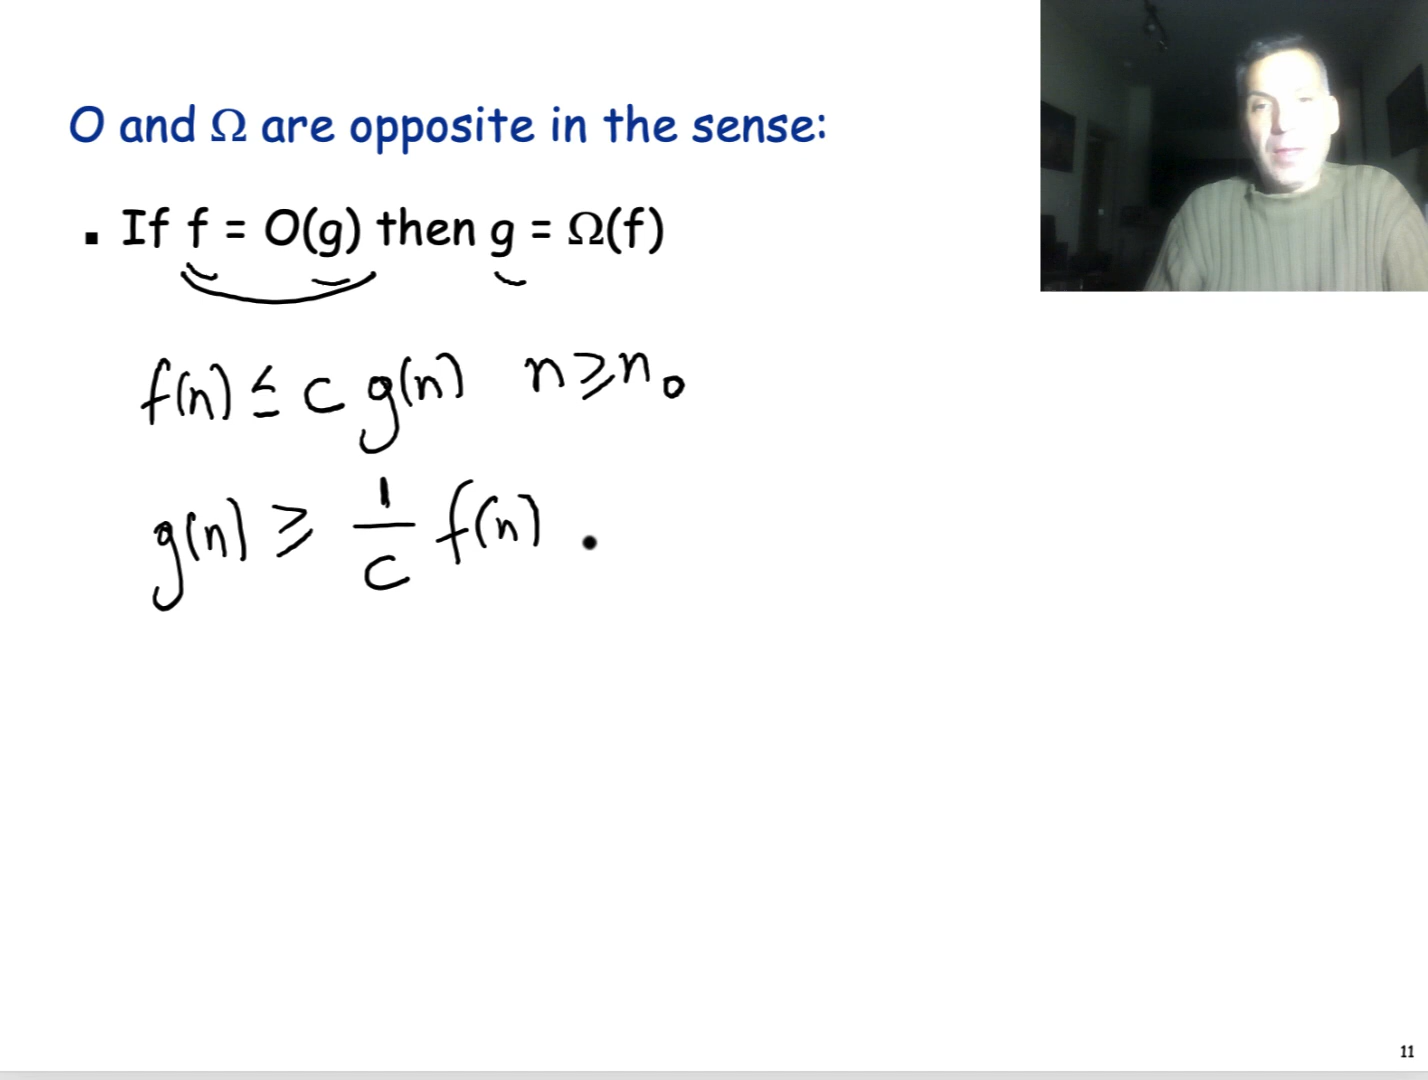 O and Ω are opposite in the sense:
▪ If f = O(g) then g = Ω(f)
f(n) ≤ c g(n) n ≥ n₀
g(n) ≥ 1/c f(n)
11